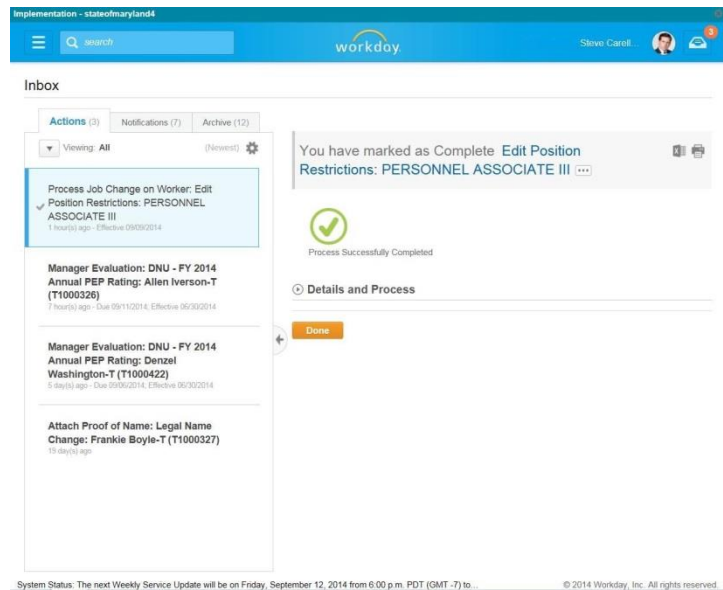 Implementation - stateofmaryland4
search
workday.
Steve Carell...
3
Inbox
Actions (3)
Notifications (7)
Archive (12)
Viewing: All
(Newest)
Process Job Change on Worker: Edit
Position Restrictions: PERSONNEL
ASSOCIATE III
1 hour(s) ago - Effective 09/09/2014
Manager Evaluation: DNU - FY 2014
Annual PEP Rating: Allen Iverson-T
(T1000326)
7 hour(s) ago - Due 09/11/2014; Effective 06/30/2014
Manager Evaluation: DNU - FY 2014
Annual PEP Rating: Denzel
Washington-T (T1000422)
5 day(s) ago - Due 09/06/2014; Effective 06/30/2014
Attach Proof of Name: Legal Name
Change: Frankie Boyle-T (T1000327)
19 day(s) ago
You have marked as Complete Edit Position
Restrictions: PERSONNEL ASSOCIATE III
Process Successfully Completed
Details and Process
Done
System Status: The next Weekly Service Update will be on Friday, September 12, 2014 from 6:00 p.m. PDT (GMT -7) to...
© 2014 Workday, Inc. All rights reserved.